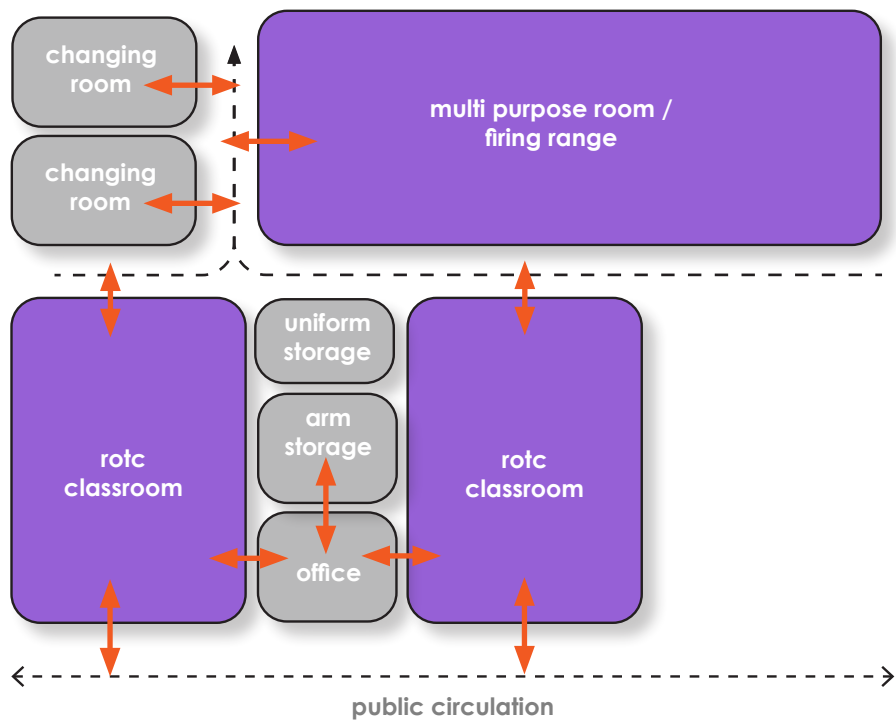 changing
room
multi purpose room /
firing range
changing
room
uniform
storage
arm
storage
rotc
classroom
rotc
classroom
office
public circulation